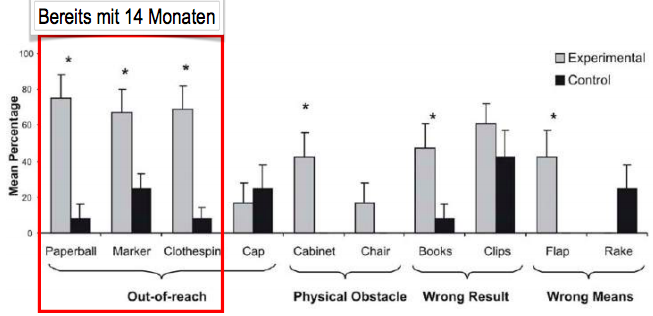 Bereits mit 14 Monaten
100
80
60
40
20
0
Mean Percentage
Experimental
Control
* * * * * *
Paperball Marker Clothespin Cap Cabinet Chair Books Clips Flap Rake
Out-of-reach Physical Obstacle Wrong Result Wrong Means